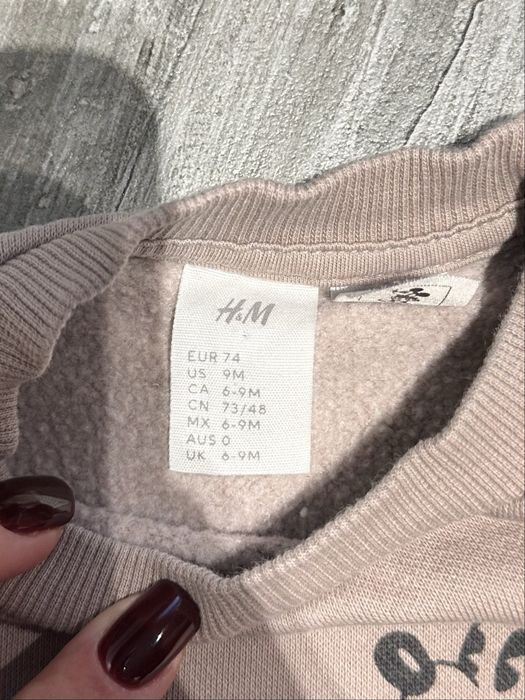 H&M
EUR 74
US 9M
CA 6-9M
CN 73/48
MX 6-9M
AUS 0
UK 6-9M